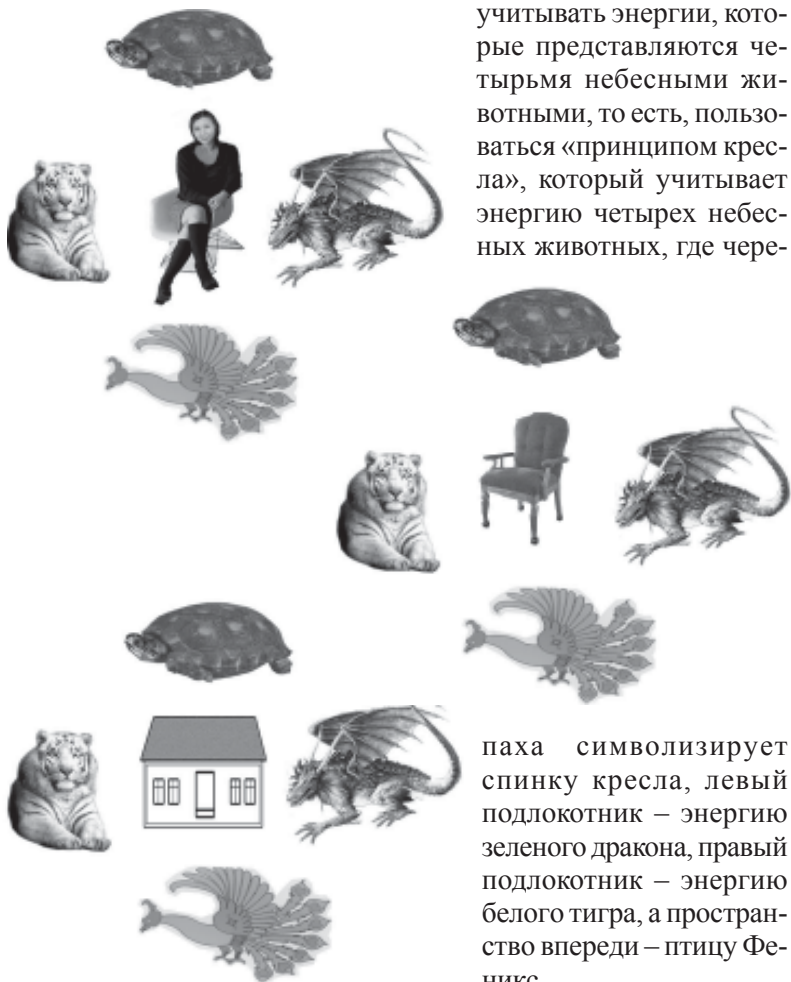 учитывать энергии, кото-
рые представляются че-
тырьмя небесными жи-
вотными, то есть, пользо-
ваться «принципом крес-
ла», который учитывает
энергию четырех небес-
ных животных, где чере-
паха символизирует
спинку кресла, левый
подлокотник – энергию
зеленого дракона, правый
подлокотник – энергию
белого тигра, а простран-
ство впереди – птицу Фе-
никс